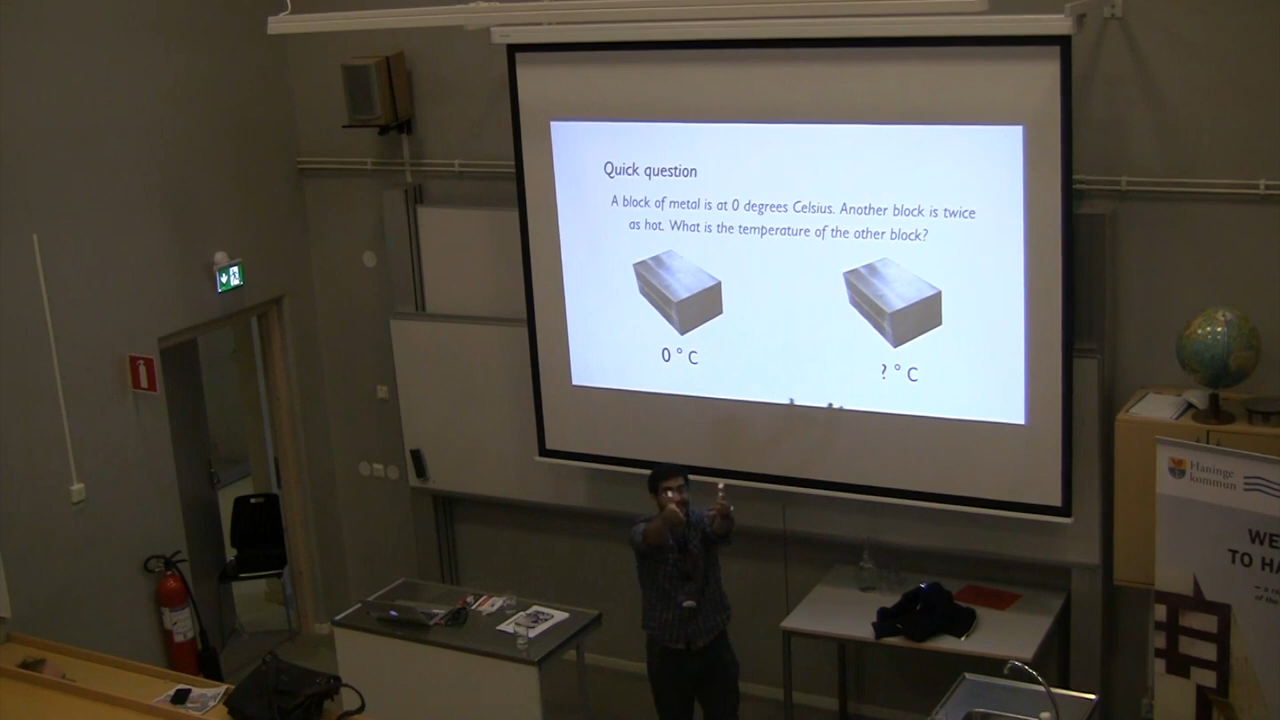 Quick question
A block of metal is at 0 degrees Celsius. Another block is twice
as hot. What is the temperature of the other block?
0 ° C
? ° C
Haninge
kommun
WE
TO HA